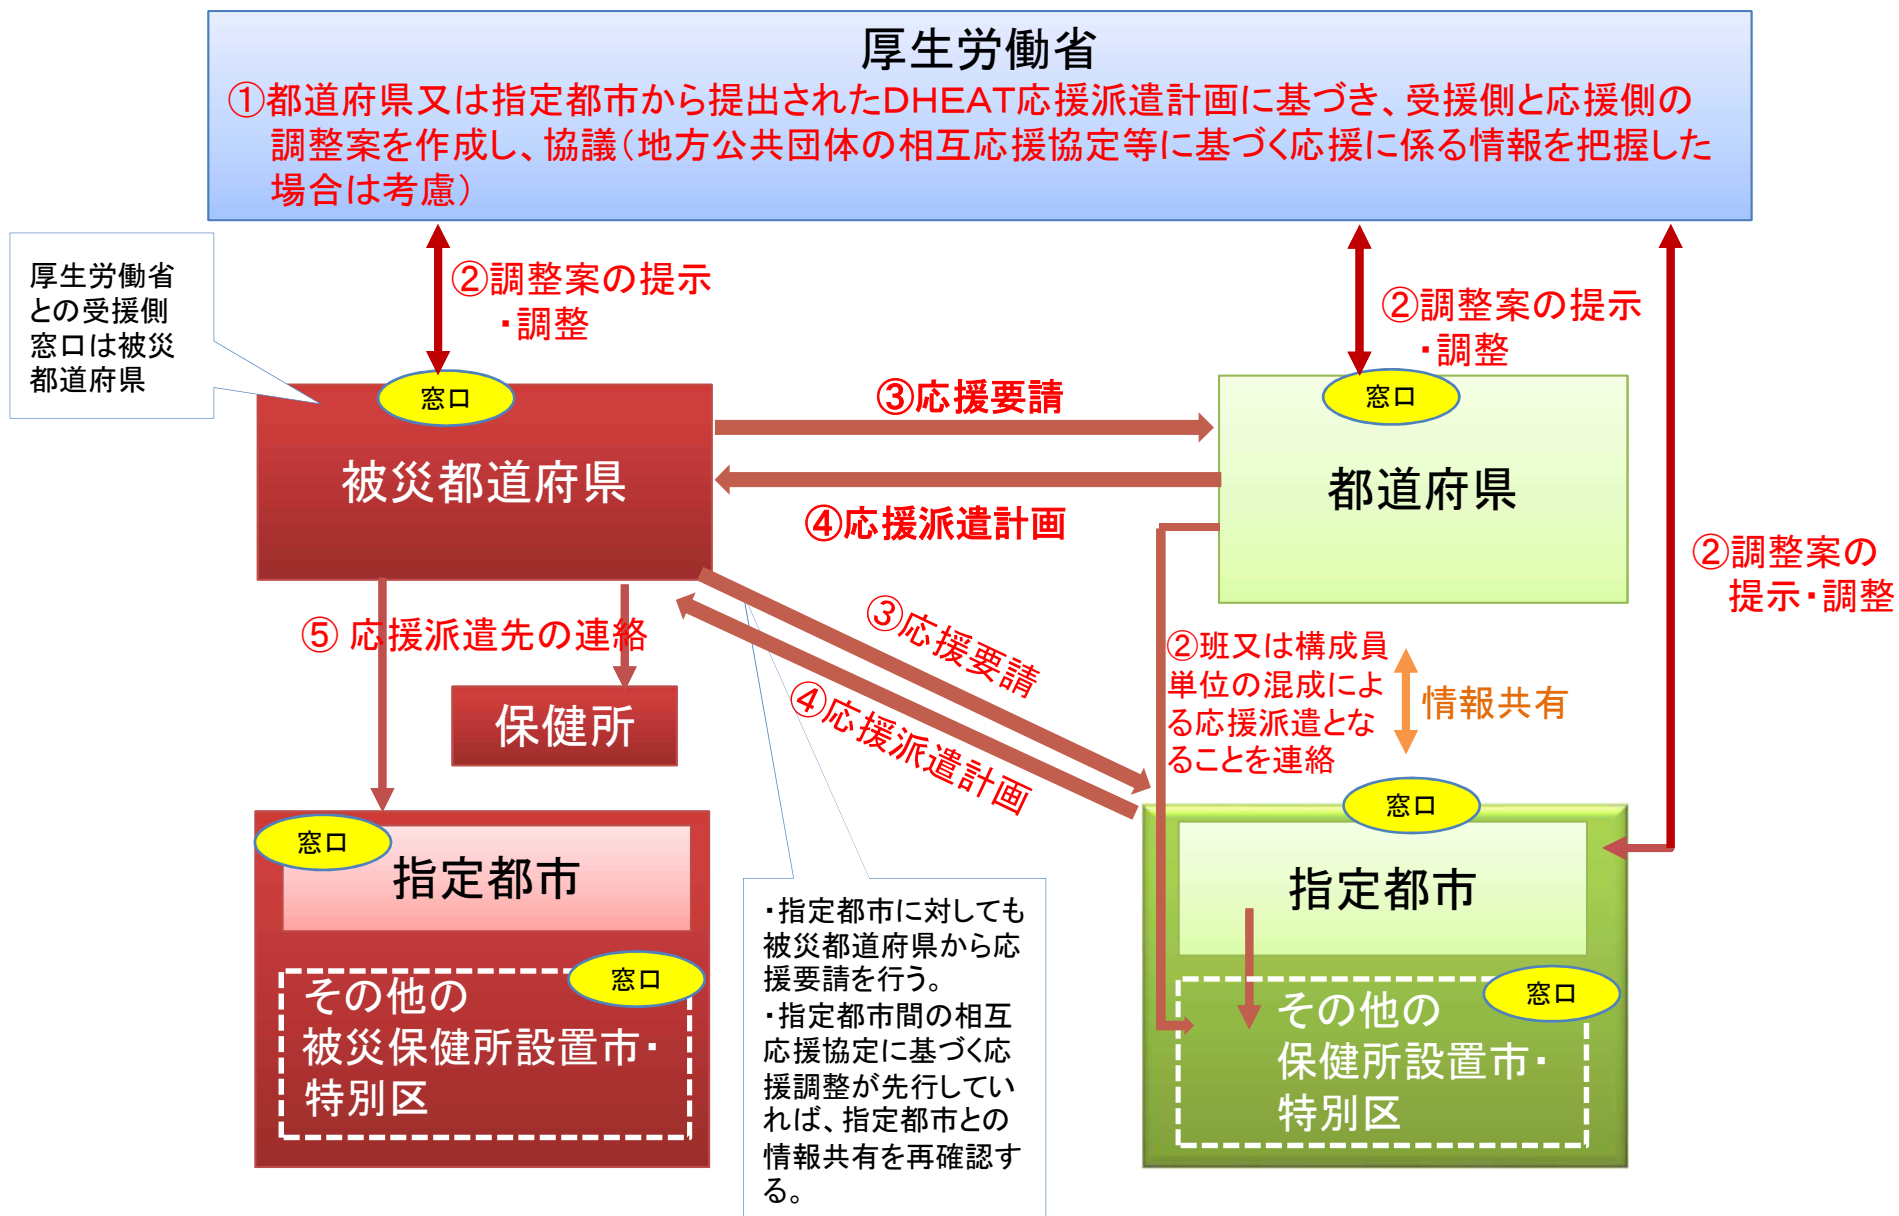 厚生労働省
①都道府県又は指定都市から提出されたDHEAT応援派遣計画に基づき、受援側と応援側の
調整案を作成し、協議（地方公共団体の相互応援協定等に基づく応援に係る情報を把握した
場合は考慮）
厚生労働省
との受援側
窓口は被災
都道府県
②調整案の提示
・調整
②調整案の提示
・調整
②調整案の
提示・調整
窓口
被災都道府県
③応援要請
④応援派遣計画
窓口
都道府県
⑤ 応援派遣先の連絡
保健所
③応援要請
④応援派遣計画
②班又は構成員
単位の混成によ
る応援派遣とな
ることを連絡
情報共有
窓口
指定都市
窓口
その他の
被災保健所設置市・
特別区
・指定都市に対しても
被災都道府県から応
援要請を行う。
・指定都市間の相互
応援協定に基づく応
援調整が先行してい
れば、指定都市との
情報共有を再確認す
る。
窓口
指定都市
窓口
その他の
保健所設置市・
特別区